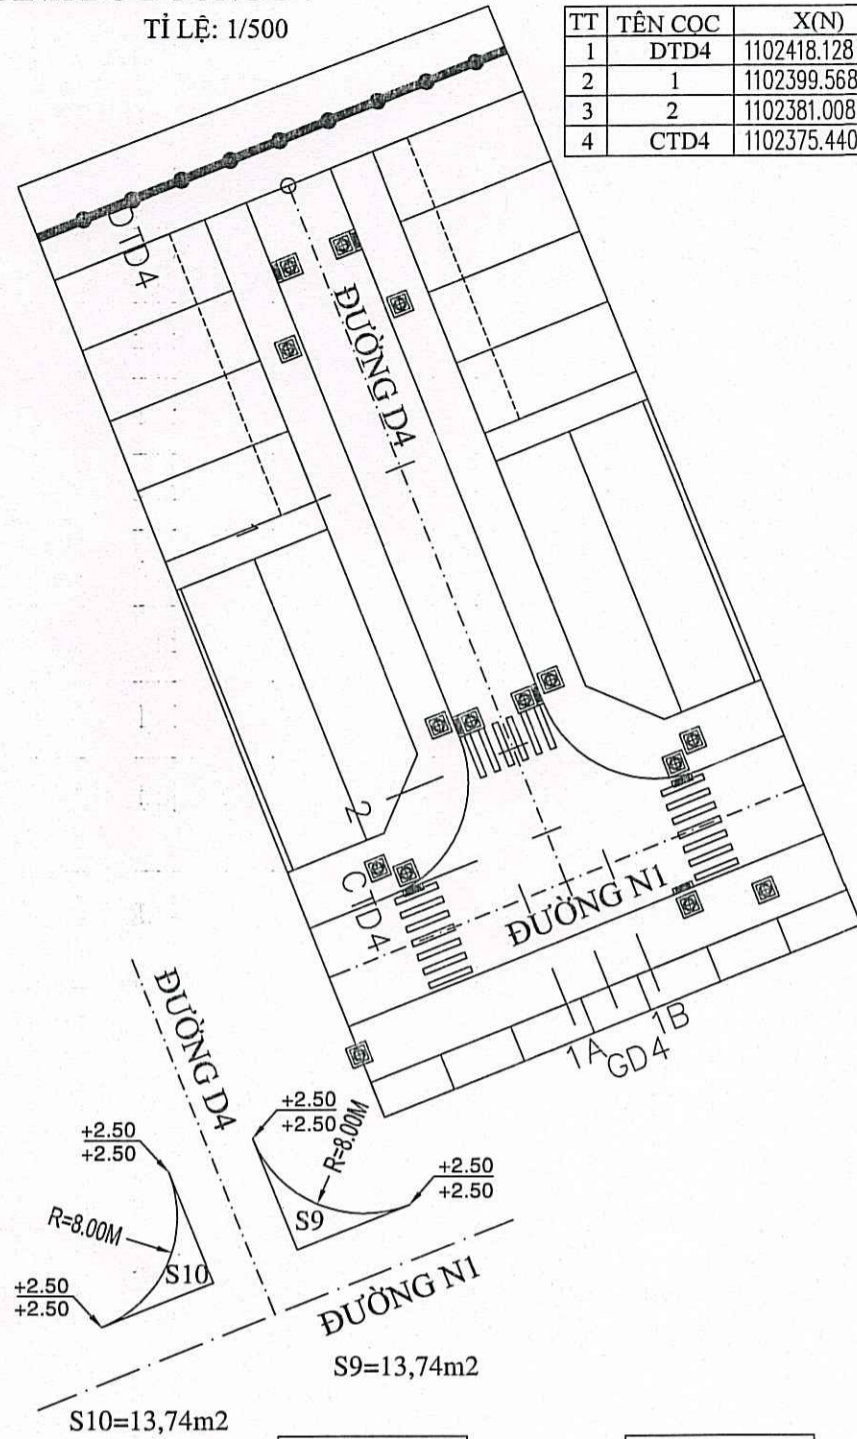 TỈ LỆ: 1/500
TT TÊN CỌC X(N)
1 DTD4 1102418.128
2 1 1102399.568
3 2 1102381.008
4 CTD4 1102375.440
DTD4
ĐƯỜNG D4
1
2
CTD4
ĐƯỜNG N1
1A
GD4
1B
ĐƯỜNG D4
+2.50
+2.50
R=8.00M
+2.50
+2.50
+2.50
+2.50
S9
R=8.00M
S10
+2.50
+2.50
ĐƯỜNG N1
S9=13,74m2
S10=13,74m2